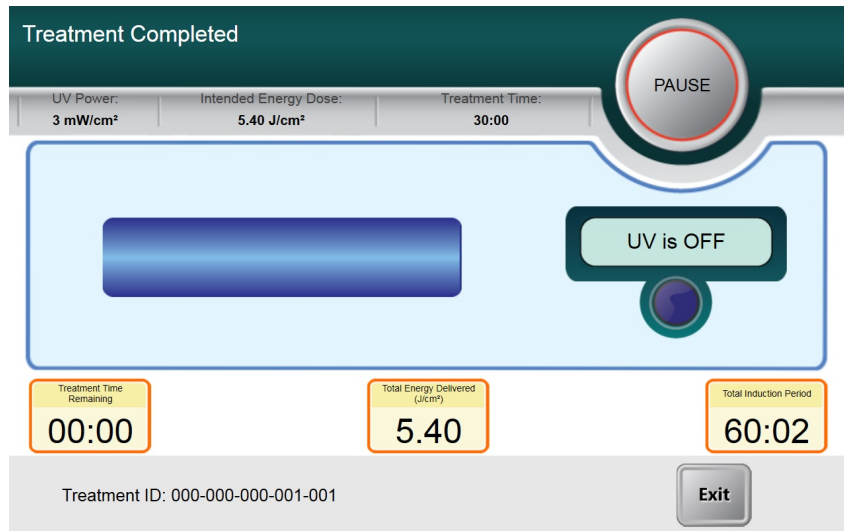 Treatment Completed
PAUSE
UV Power:
Intended Energy Dose:
Treatment Time:
3 mW/cm²
5.40 J/cm²
30:00
UV is OFF
Treatment Time
Remaining
00:00
Total Energy Delivered
(J/cm²)
5.40
Total Induction Period
60:02
Treatment ID: 000-000-000-001-001
Exit